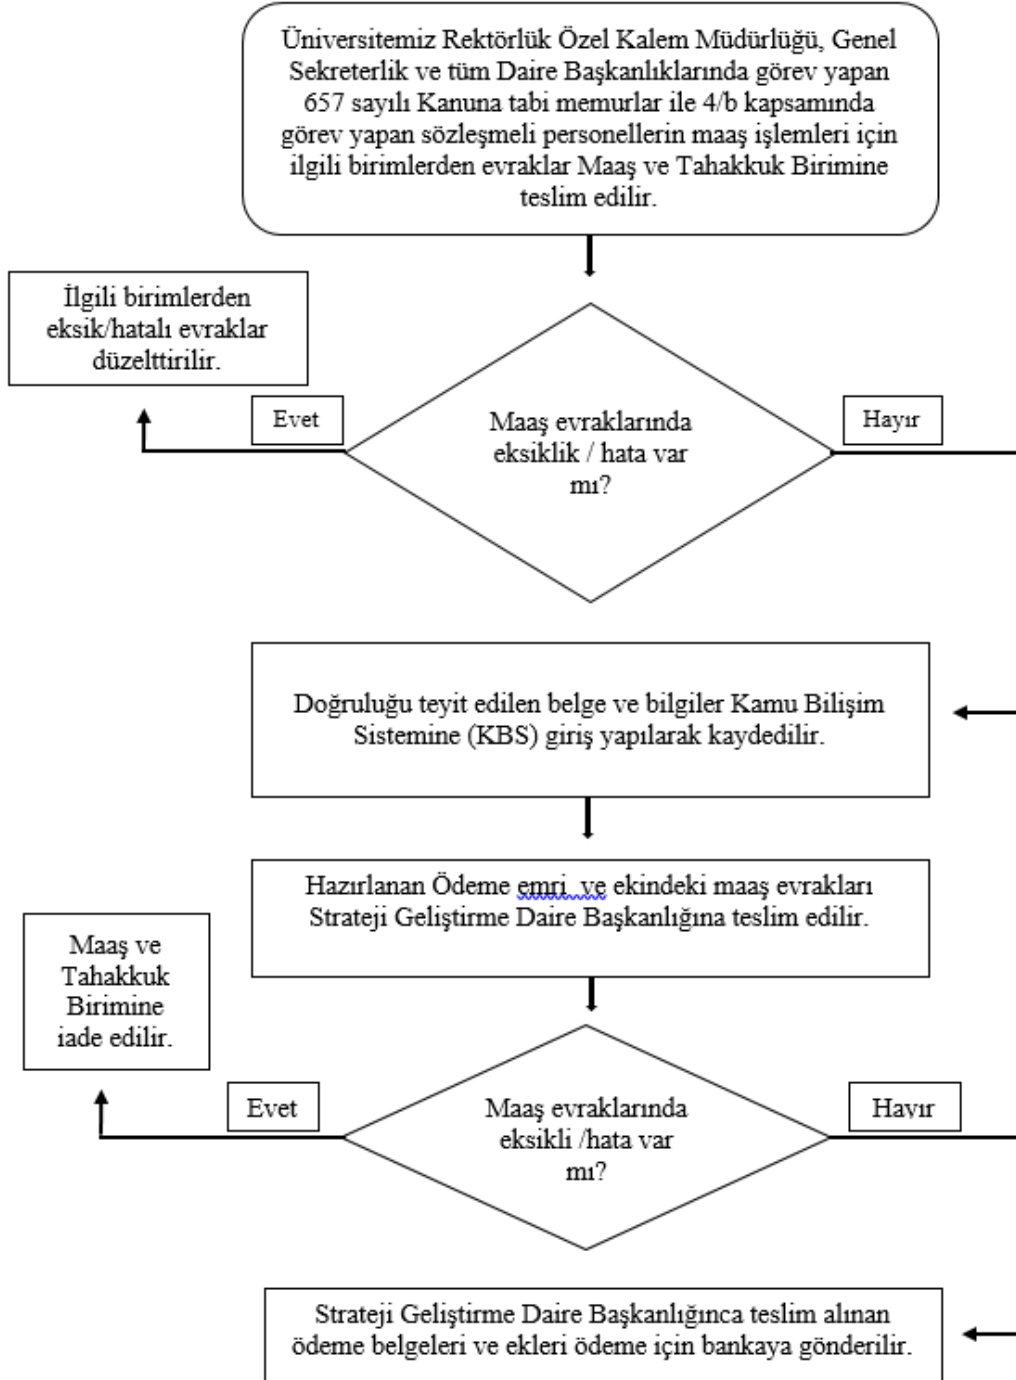 Üniversitemiz Rektörlük Özel Kalem Müdürlüğü, Genel
Sekreterlik ve tüm Daire Başkanlıklarında görev yapan
657 sayılı Kanuna tabi memurlar ile 4/b kapsamında
görev yapan sözleşmeli personellerin maaş işlemleri için
ilgili birimlerden evraklar Maaş ve Tahakkuk Birimine
teslim edilir.
İlgili birimlerden
eksik/hatalı evraklar
düzelttirilir.
Evet
Maaş evraklarında
eksiklik / hata var
mı?
Hayır
Doğruluğu teyit edilen belge ve bilgiler Kamu Bilişim
Sistemine (KBS) giriş yapılarak kaydedilir.
Hazırlanan Ödeme emri  ve ekindeki maaş evrakları
Strateji Geliştirme Daire Başkanlığına teslim edilir.
Maaş ve
Tahakkuk
Birimine
iade edilir.
Evet
Maaş evraklarında
eksikli /hata var
mı?
Hayır
Strateji Geliştirme Daire Başkanlığınca teslim alınan
ödeme belgeleri ve ekleri ödeme için bankaya gönderilir.